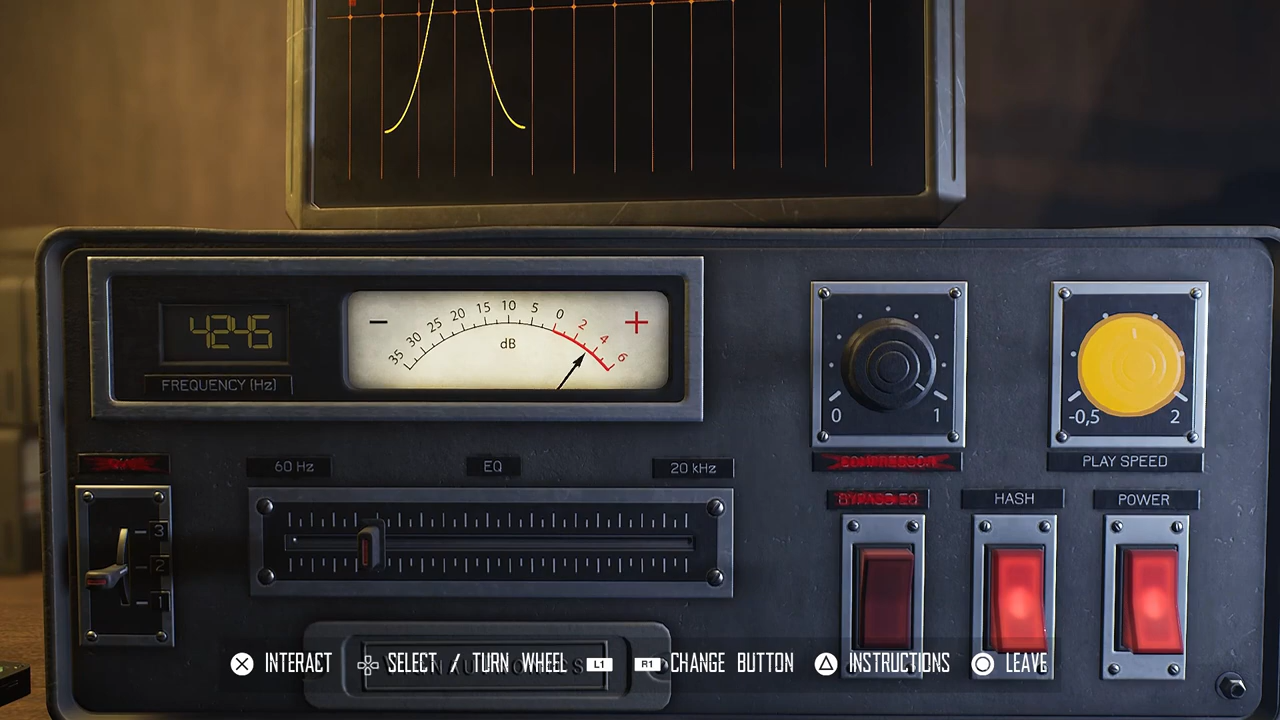 35 30 25 20 15 10 5 0 2 4 6
− +
dB
4245
FREQUENCY (Hz)
0 1
-0,5 2
PLAY SPEED
60 Hz EQ 20 kHz
COMPRESSOR
BYPASS EQ HASH POWER
3
2
1
INTERACT SELECT / TURN WHEEL L1 R1 CHANGE BUTTON INSTRUCTIONS LEAVE